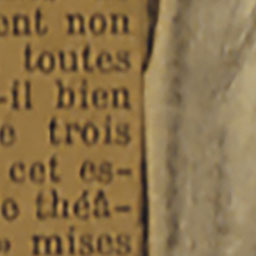 ent non
toutes
-il bien
e trois
cet es-
e théâ-
» mises